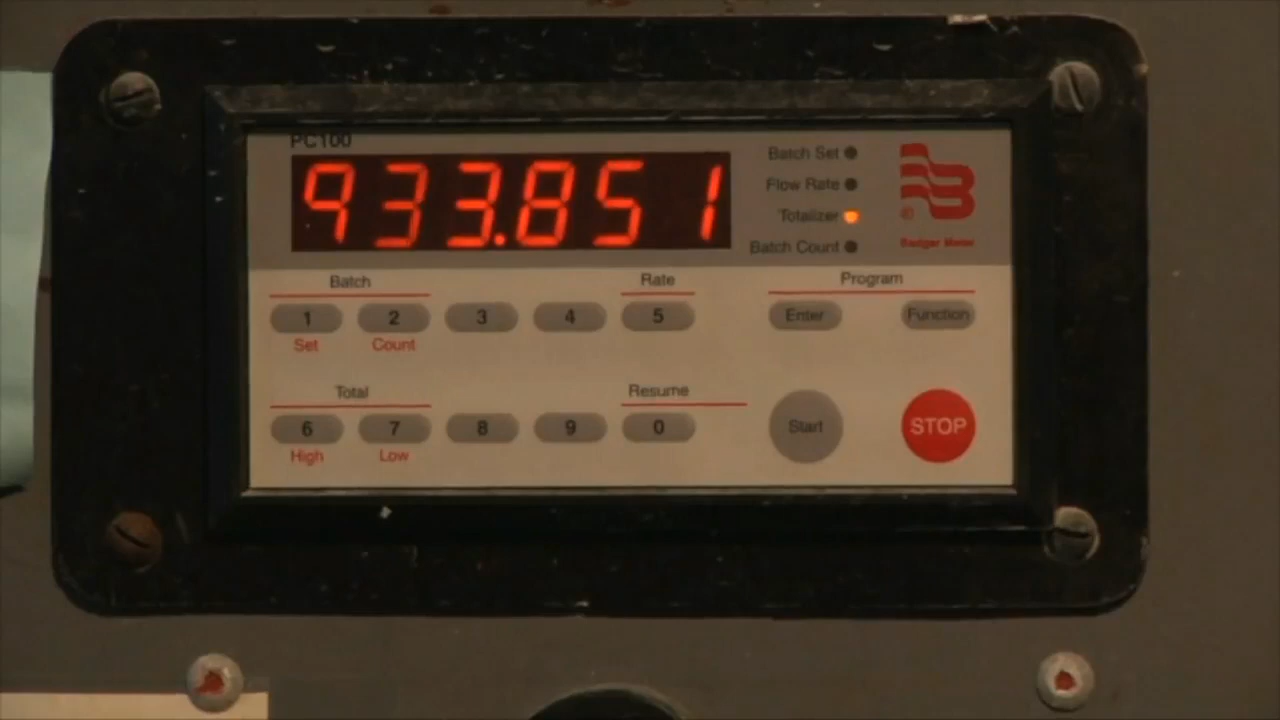 PC100
933.851
Batch Set
Flow Rate
Totalizer
Batch Count
®
Badger Meter
Batch
Rate
Program
1
2
3
4
5
Enter
Function
Set
Count
Total
Resume
6
7
8
9
0
Start
STOP
High
Low